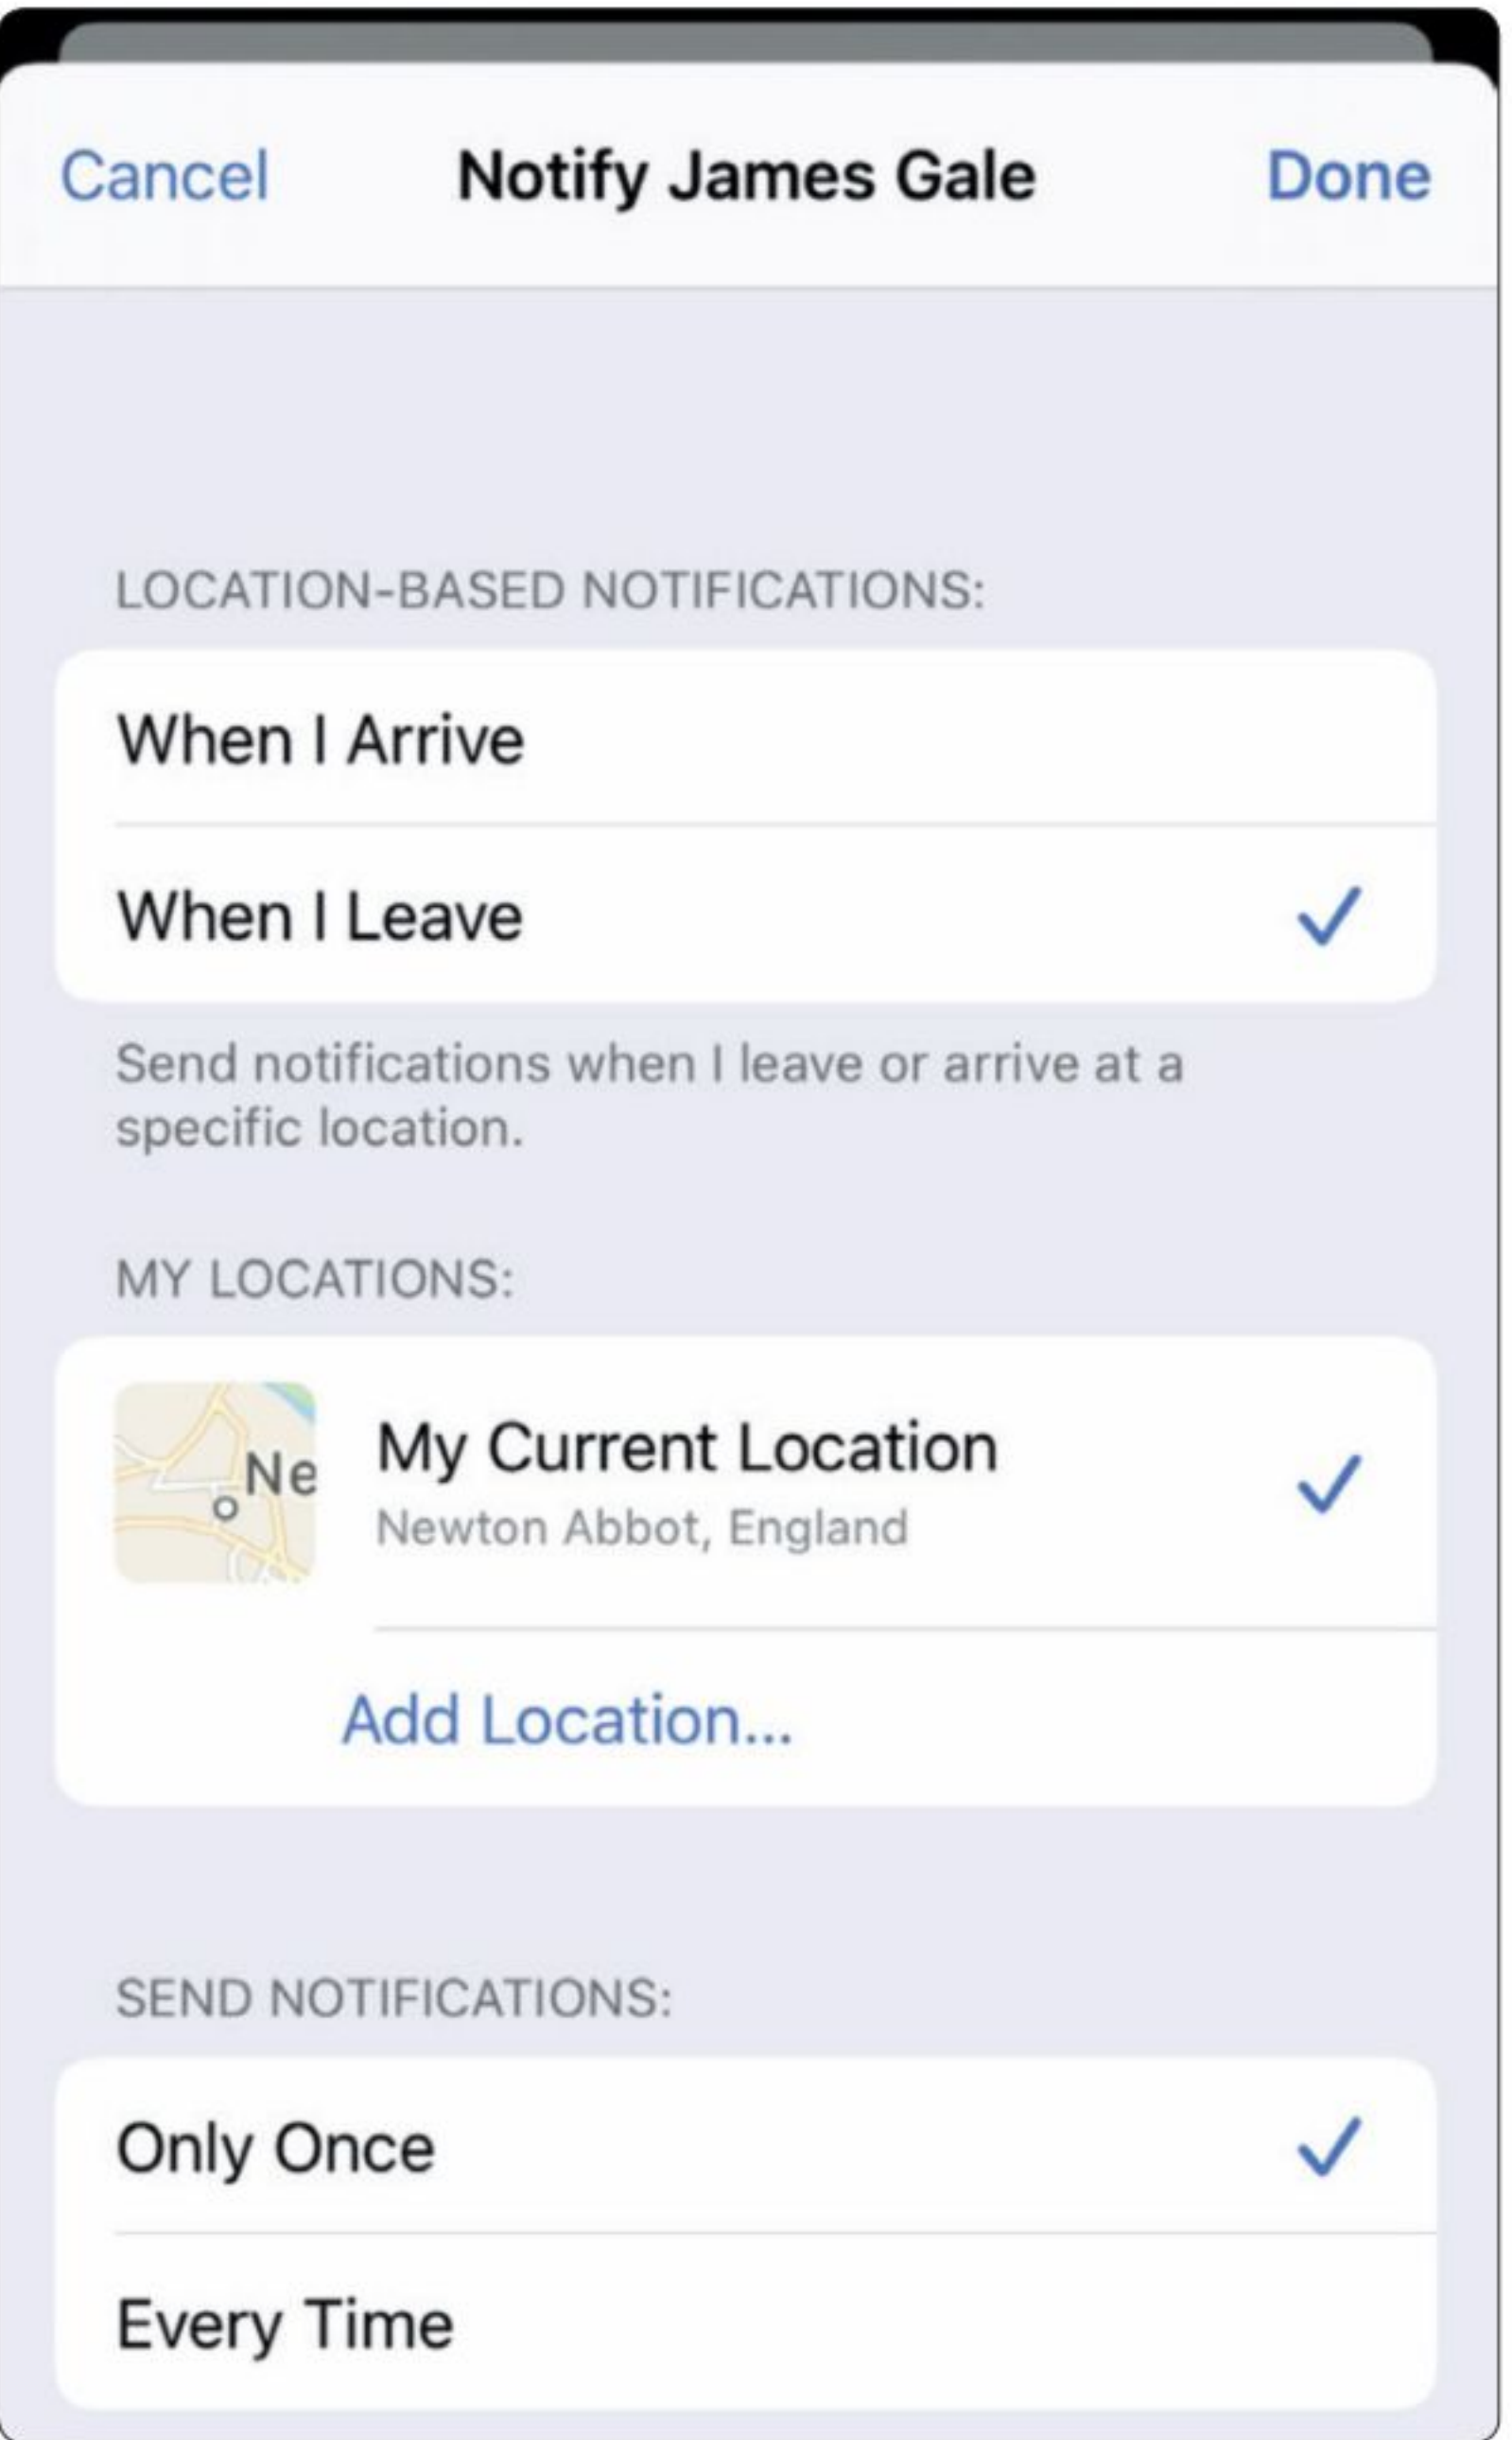 Cancel Notify James Gale Done
LOCATION-BASED NOTIFICATIONS:
When I Arrive
When I Leave
Send notifications when I leave or arrive at a
specific location.
MY LOCATIONS:
Ne
My Current Location
Newton Abbot, England
Add Location...
SEND NOTIFICATIONS:
Only Once
Every Time